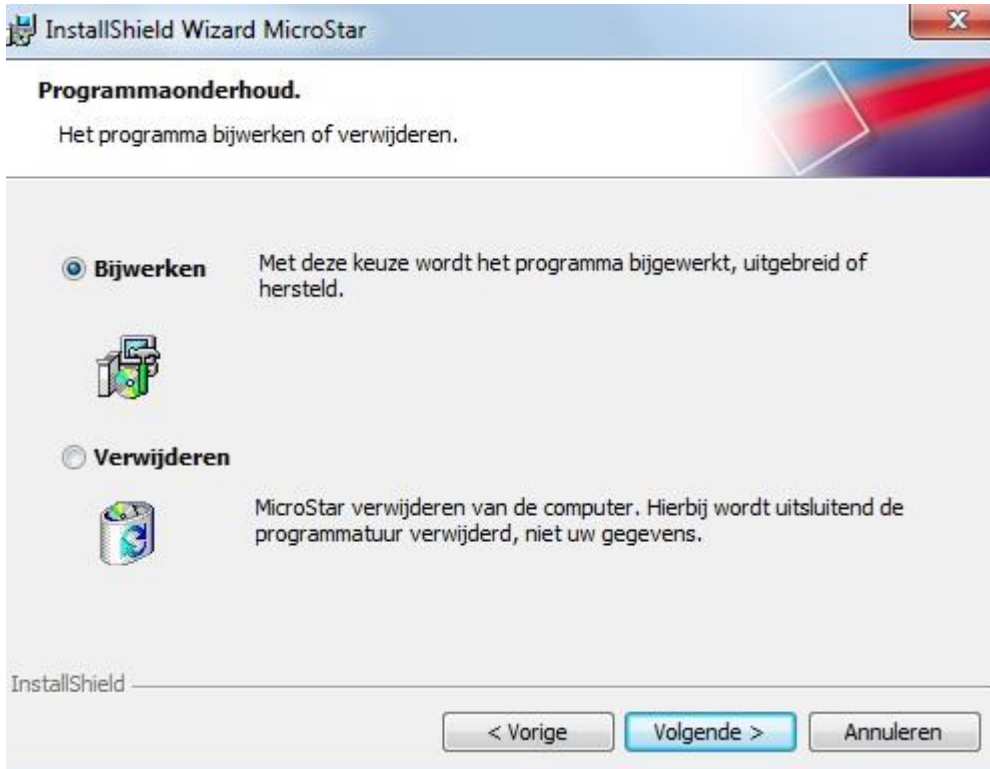 InstallShield Wizard MicroStar
Programmaonderhoud.
Het programma bijwerken of verwijderen.
Bijwerken
Met deze keuze wordt het programma bijgewerkt, uitgebreid of
hersteld.
Verwijderen
MicroStar verwijderen van de computer. Hierbij wordt uitsluitend de
programmatuur verwijderd, niet uw gegevens.
InstallShield
< Vorige
Volgende >
Annuleren